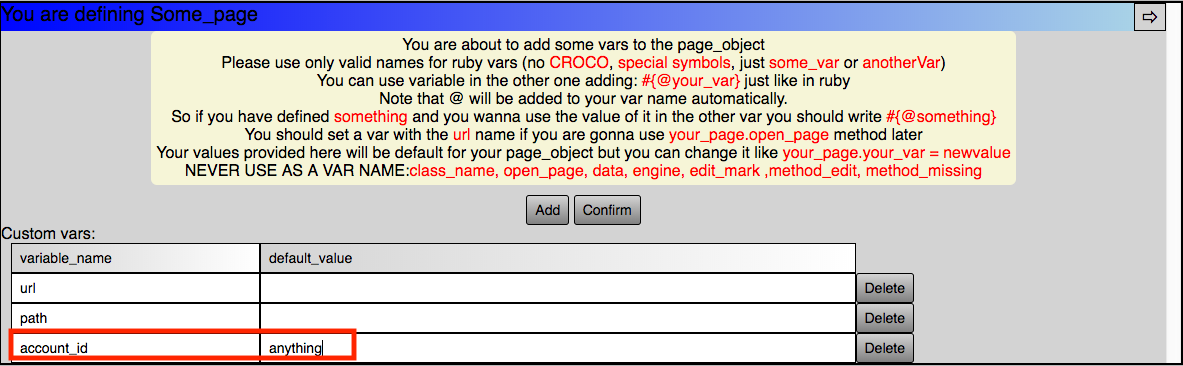 You are defining Some_page
⇨
You are about to add some vars to the page_object
Please use only valid names for ruby vars (no CROCO, special symbols, just some_var or anotherVar)
You can use variable in the other one adding: #{@your_var} just like in ruby
Note that @ will be added to your var name automatically.
So if you have defined something and you wanna use the value of it in the other var you should write #{@something}
You should set a var with the url name if you are gonna use your_page.open_page method later
Your values provided here will be default for your page_object but you can change it like your_page.your_var = newvalue
NEVER USE AS A VAR NAME:class_name, open_page, data, engine, edit_mark ,method_edit, method_missing
Add Confirm
Custom vars:
variable_name default_value
url Delete
path Delete
account_id anything Delete